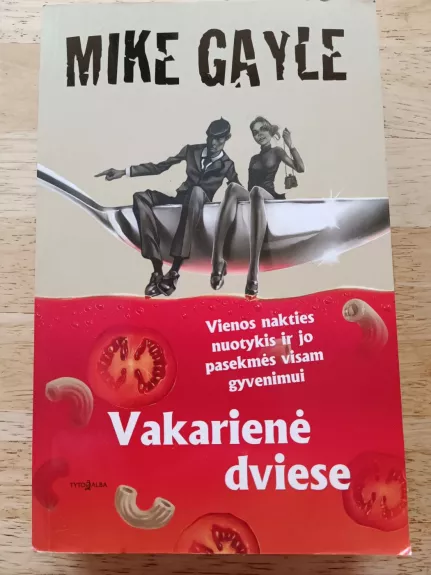 MIKE GAYLE
Vienos nakties
nuotykis ir jo
pasekmės visam
gyvenimui
Vakarienė
dviese
TYTO ALBA